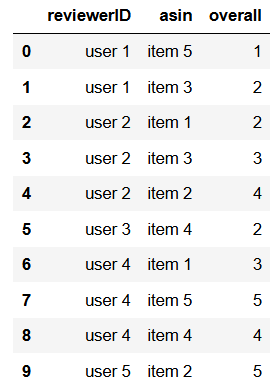 reviewerID asin overall
0 user 1 item 5 1
1 user 1 item 3 2
2 user 2 item 1 2
3 user 2 item 3 3
4 user 2 item 2 4
5 user 3 item 4 2
6 user 4 item 1 3
7 user 4 item 5 5
8 user 4 item 4 4
9 user 5 item 2 5